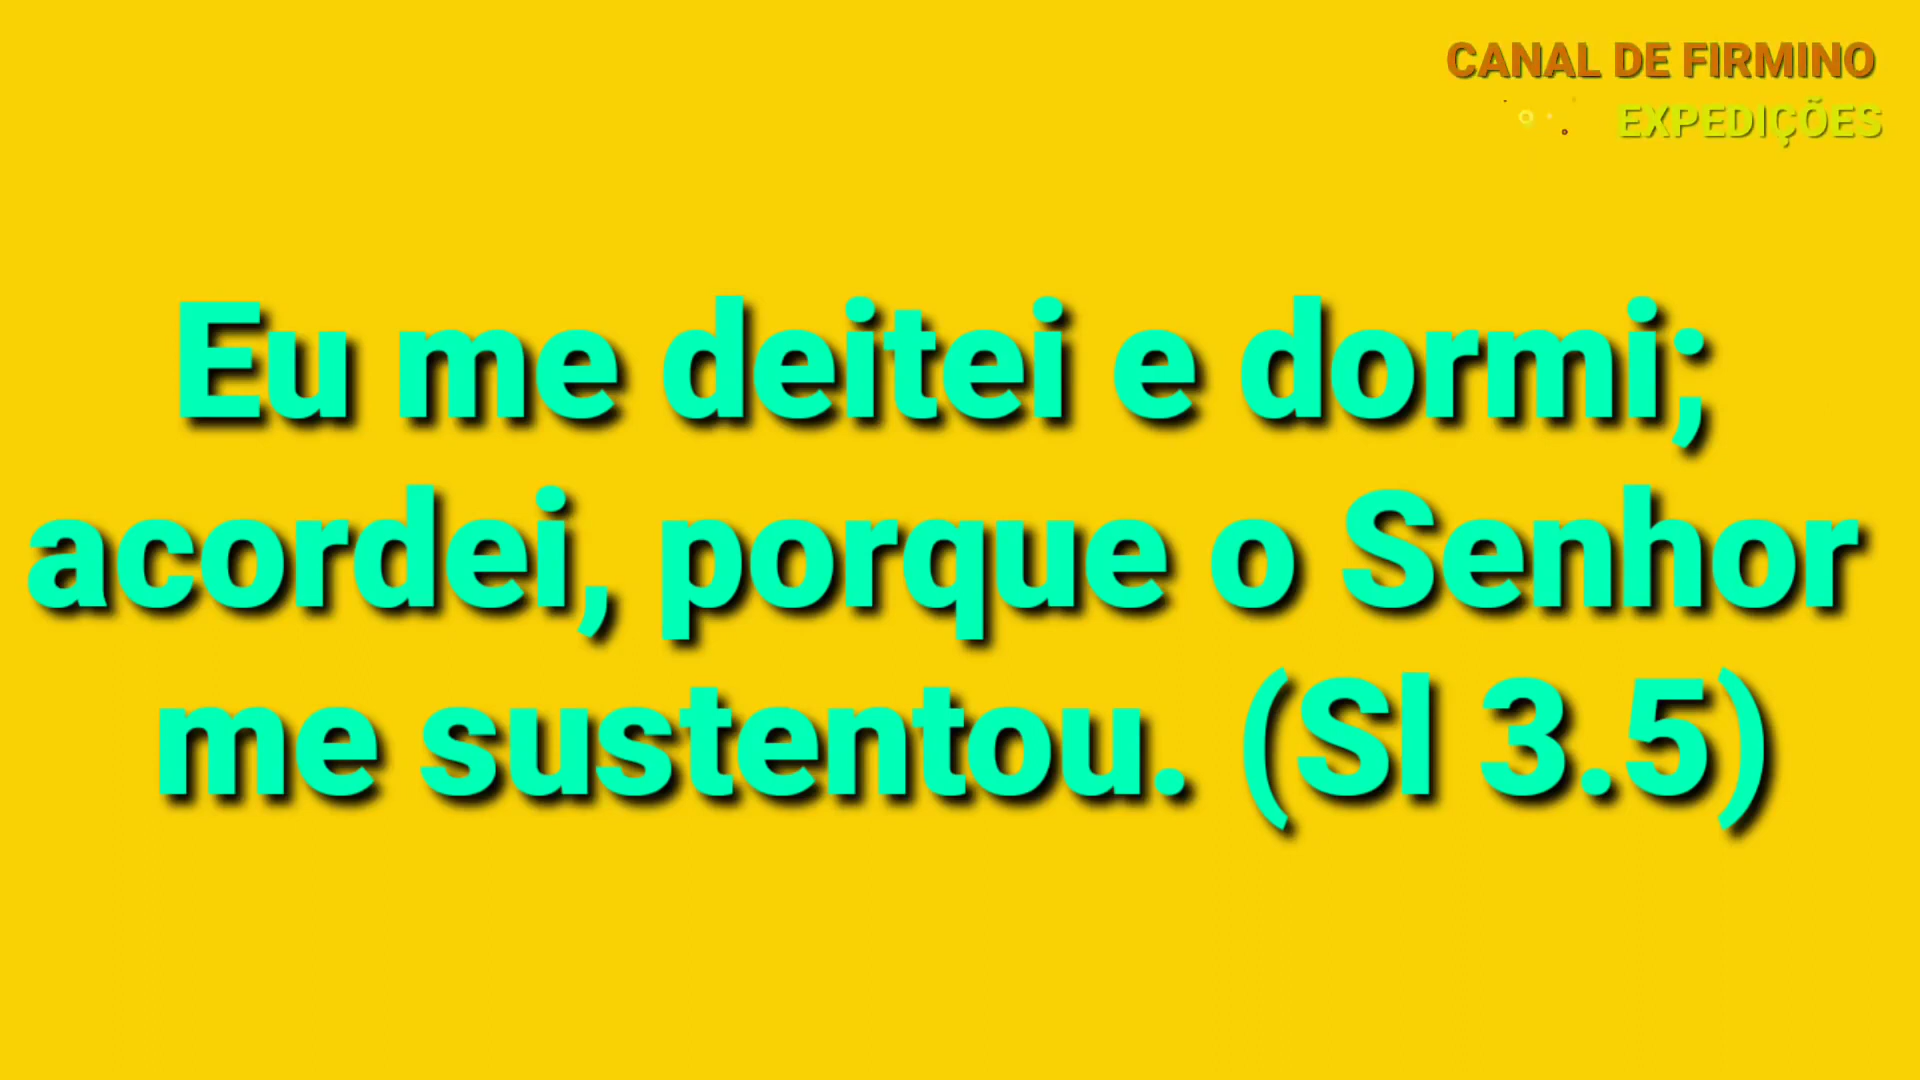 CANAL DE FIRMINO
EXPEDIÇÕES
Eu me deitei e dormi;
acordei, porque o Senhor
me sustentou. (Sl 3.5)